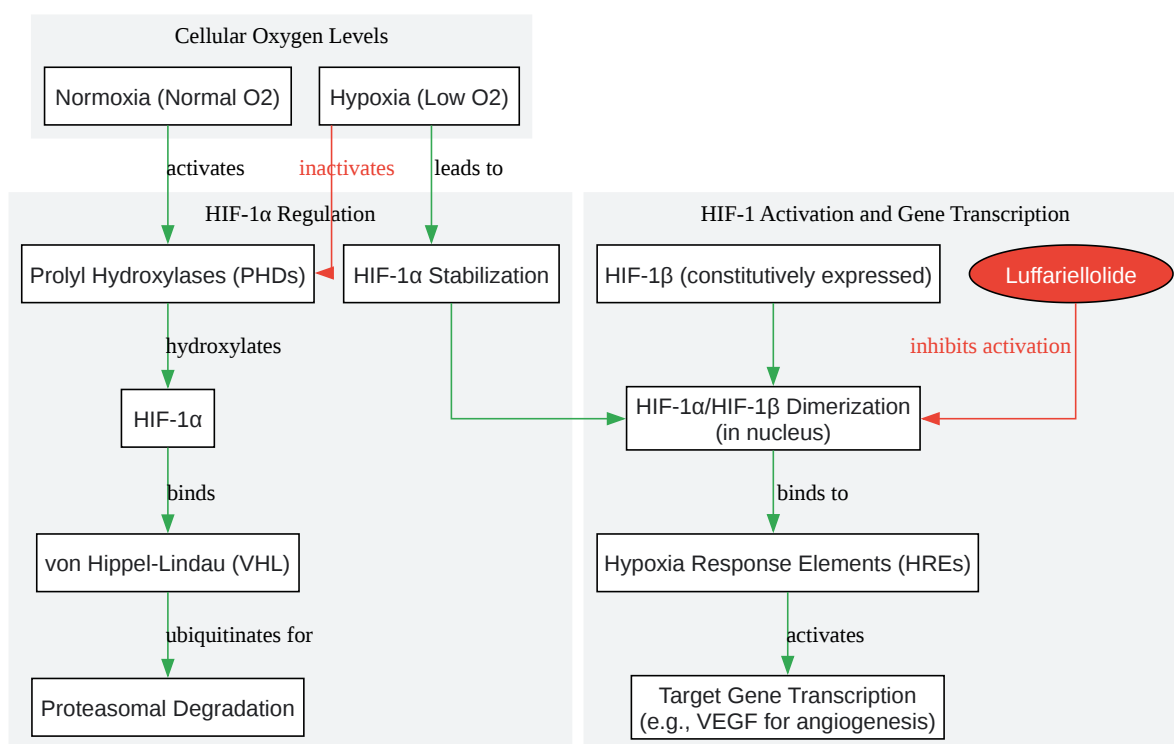 Cellular Oxygen Levels
Normoxia (Normal O2)
Hypoxia (Low O2)
activates
inactivates
leads to
HIF-1α Regulation
HIF-1 Activation and Gene Transcription
Prolyl Hydroxylases (PHDs)
HIF-1α Stabilization
HIF-1β (constitutively expressed)
Luffariellolide
hydroxylates
inhibits activation
HIF-1α
HIF-1α/HIF-1β Dimerization
(in nucleus)
binds
binds to
von Hippel-Lindau (VHL)
Hypoxia Response Elements (HREs)
ubiquitinates for
activates
Proteasomal Degradation
Target Gene Transcription
(e.g., VEGF for angiogenesis)